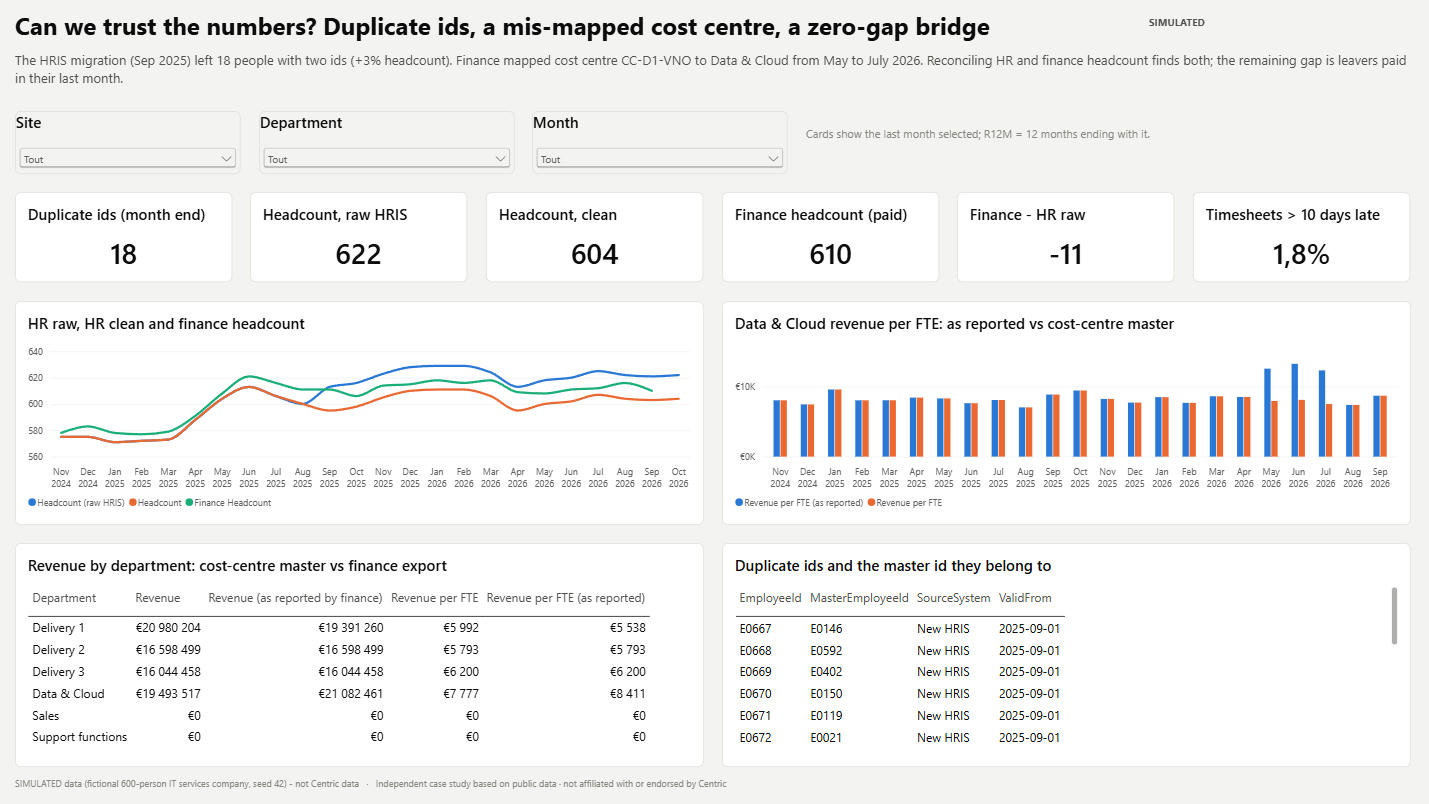 Can we trust the numbers? Duplicate ids, a mis-mapped cost centre, a zero-gap bridge
SIMULATED
The HRIS migration (Sep 2025) left 18 people with two ids (+3% headcount). Finance mapped cost centre CC-D1-VNO to Data & Cloud from May to July 2026. Reconciling HR and finance headcount finds both; the remaining gap is leavers paid
in their last month.
Site
Department
Month
Tout
Tout
Tout
Cards show the last month selected; R12M = 12 months ending with it.
Duplicate ids (month end)
18
Headcount, raw HRIS
622
Headcount, clean
604
Finance headcount (paid)
610
Finance - HR raw
-11
Timesheets > 10 days late
1,8%
HR raw, HR clean and finance headcount
640
620
600
580
560
Nov Dec Jan Feb Mar Apr May Jun Jul Aug Sep Oct Nov Dec Jan Feb Mar Apr May Jun Jul Aug Sep Oct
2024 2024 2025 2025 2025 2025 2025 2025 2025 2025 2025 2025 2025 2025 2026 2026 2026 2026 2026 2026 2026 2026 2026 2026
Headcount (raw HRIS) Headcount Finance Headcount
Data & Cloud revenue per FTE: as reported vs cost-centre master
€10K
€0K
Nov Dec Jan Feb Mar Apr May Jun Jul Aug Sep Oct Nov Dec Jan Feb Mar Apr May Jun Jul Aug Sep
2024 2024 2025 2025 2025 2025 2025 2025 2025 2025 2025 2025 2025 2025 2026 2026 2026 2026 2026 2026 2026 2026 2026
Revenue per FTE (as reported) Revenue per FTE
Revenue by department: cost-centre master vs finance export
Department Revenue Revenue (as reported by finance) Revenue per FTE Revenue per FTE (as reported)
Delivery 1 €20 980 204 €19 391 260 €5 992 €5 538
Delivery 2 €16 598 499 €16 598 499 €5 793 €5 793
Delivery 3 €16 044 458 €16 044 458 €6 200 €6 200
Data & Cloud €19 493 517 €21 082 461 €7 777 €8 411
Sales €0 €0 €0 €0
Support functions €0 €0 €0 €0
Duplicate ids and the master id they belong to
EmployeeId MasterEmployeeId SourceSystem ValidFrom
E0667 E0146 New HRIS 2025-09-01
E0668 E0592 New HRIS 2025-09-01
E0669 E0402 New HRIS 2025-09-01
E0670 E0150 New HRIS 2025-09-01
E0671 E0119 New HRIS 2025-09-01
E0672 E0021 New HRIS 2025-09-01
SIMULATED data (fictional 600-person IT services company, seed 42) - not Centric data · Independent case study based on public data · not affiliated with or endorsed by Centric